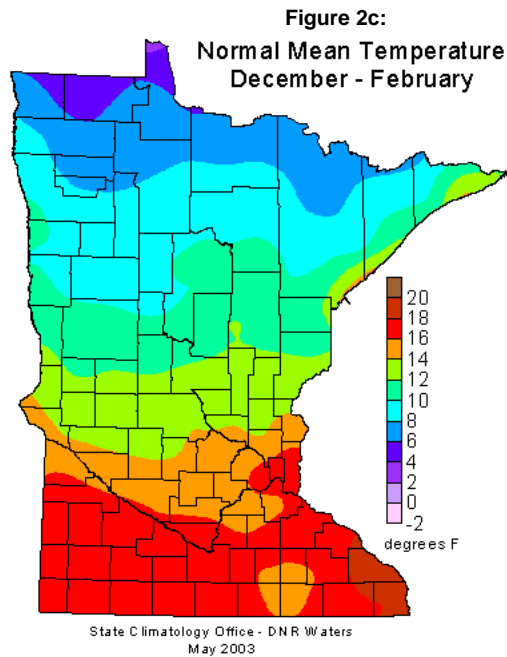 Figure 2c:
Normal Mean Temperature
December - February
20
18
16
14
12
10
8
6
4
2
0
-2
degrees F
State Climatology Office - DNR Waters
May 2003